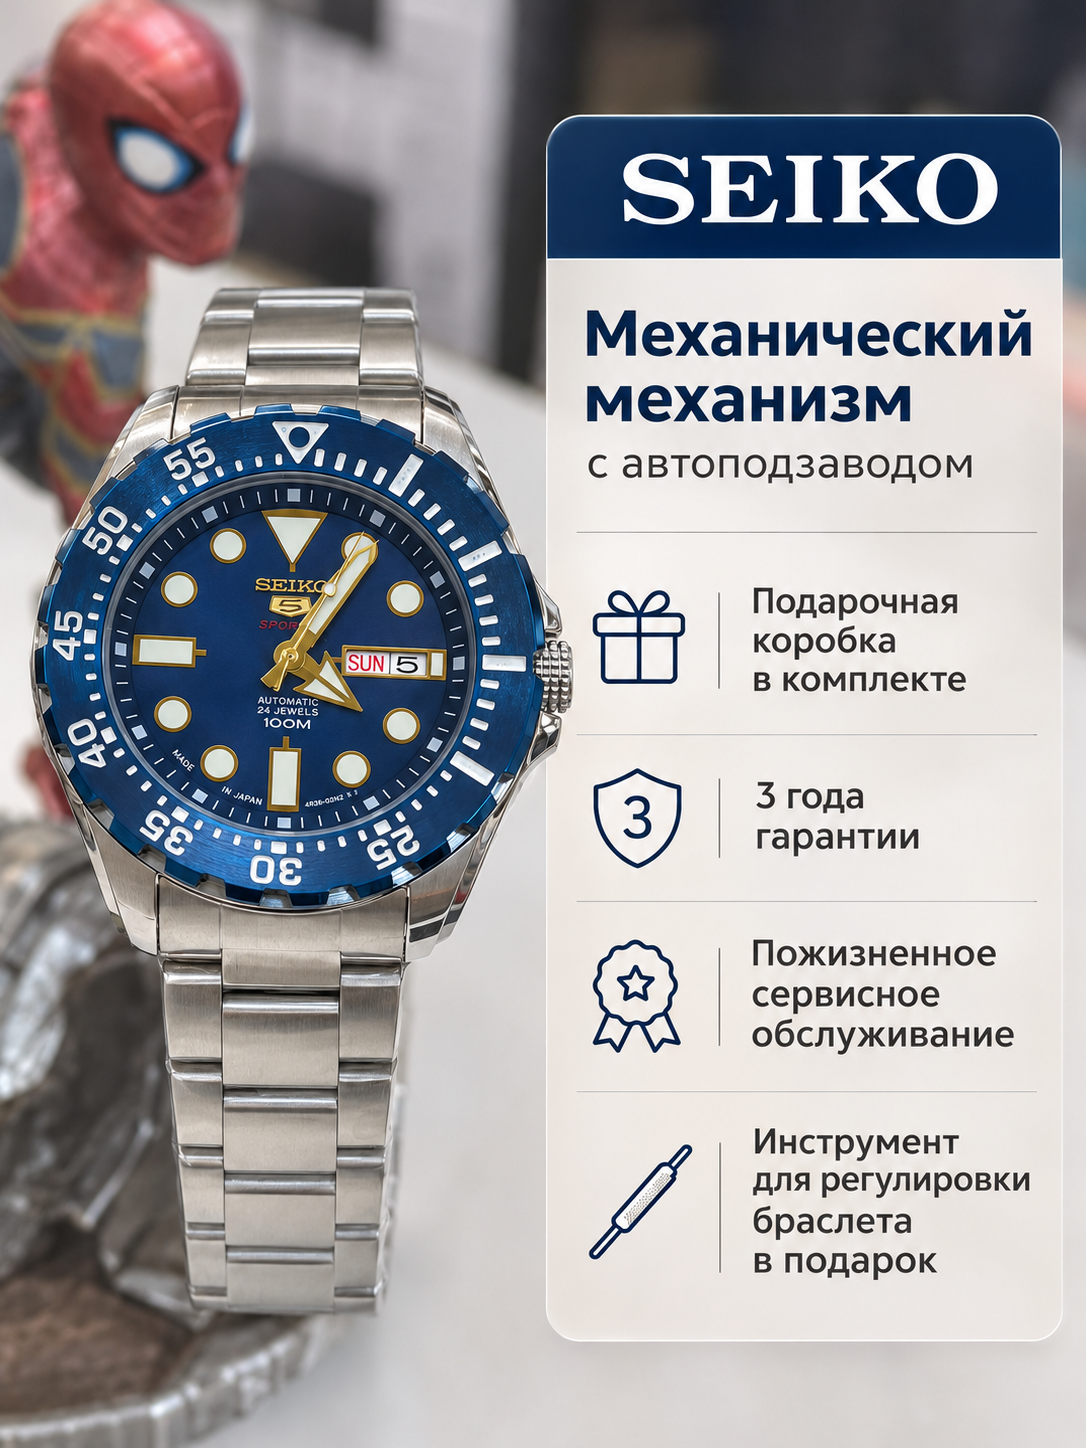 SEIKO
Механический
механизм
с автоподзаводом
Подарочная
коробка
в комплекте
3
3 года
гарантии
Пожизненное
сервисное
обслуживание
Инструмент
для регулировки
браслета
в подарок
55
50
45
40
35
30
25
SEIKO
5
SPOR
SUN 5
AUTOMATIC
24 JEWELS
100M
MADE
IN JAPAN